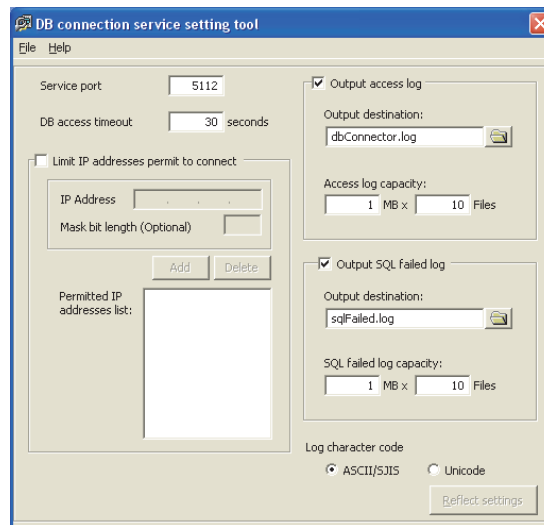 DB connection service setting tool
File Help
Service port 5112
DB access timeout 30 seconds
Limit IP addresses permit to connect
IP Address . . .
Mask bit length (Optional)
Add Delete
Permitted IP
addresses list:
Output access log
Output destination:
dbConnector.log
Access log capacity:
1 MB x 10 Files
Output SQL failed log
Output destination:
sqlFailed.log
SQL failed log capacity:
1 MB x 10 Files
Log character code
ASCII/SJIS Unicode
Reflect settings